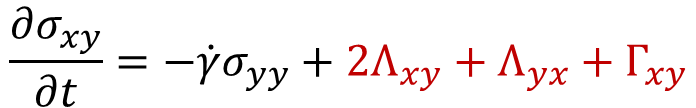 ∂σ_xy/∂t = −γ̇σ_yy + 2Λ_xy + Λ_yx + Γ_xy